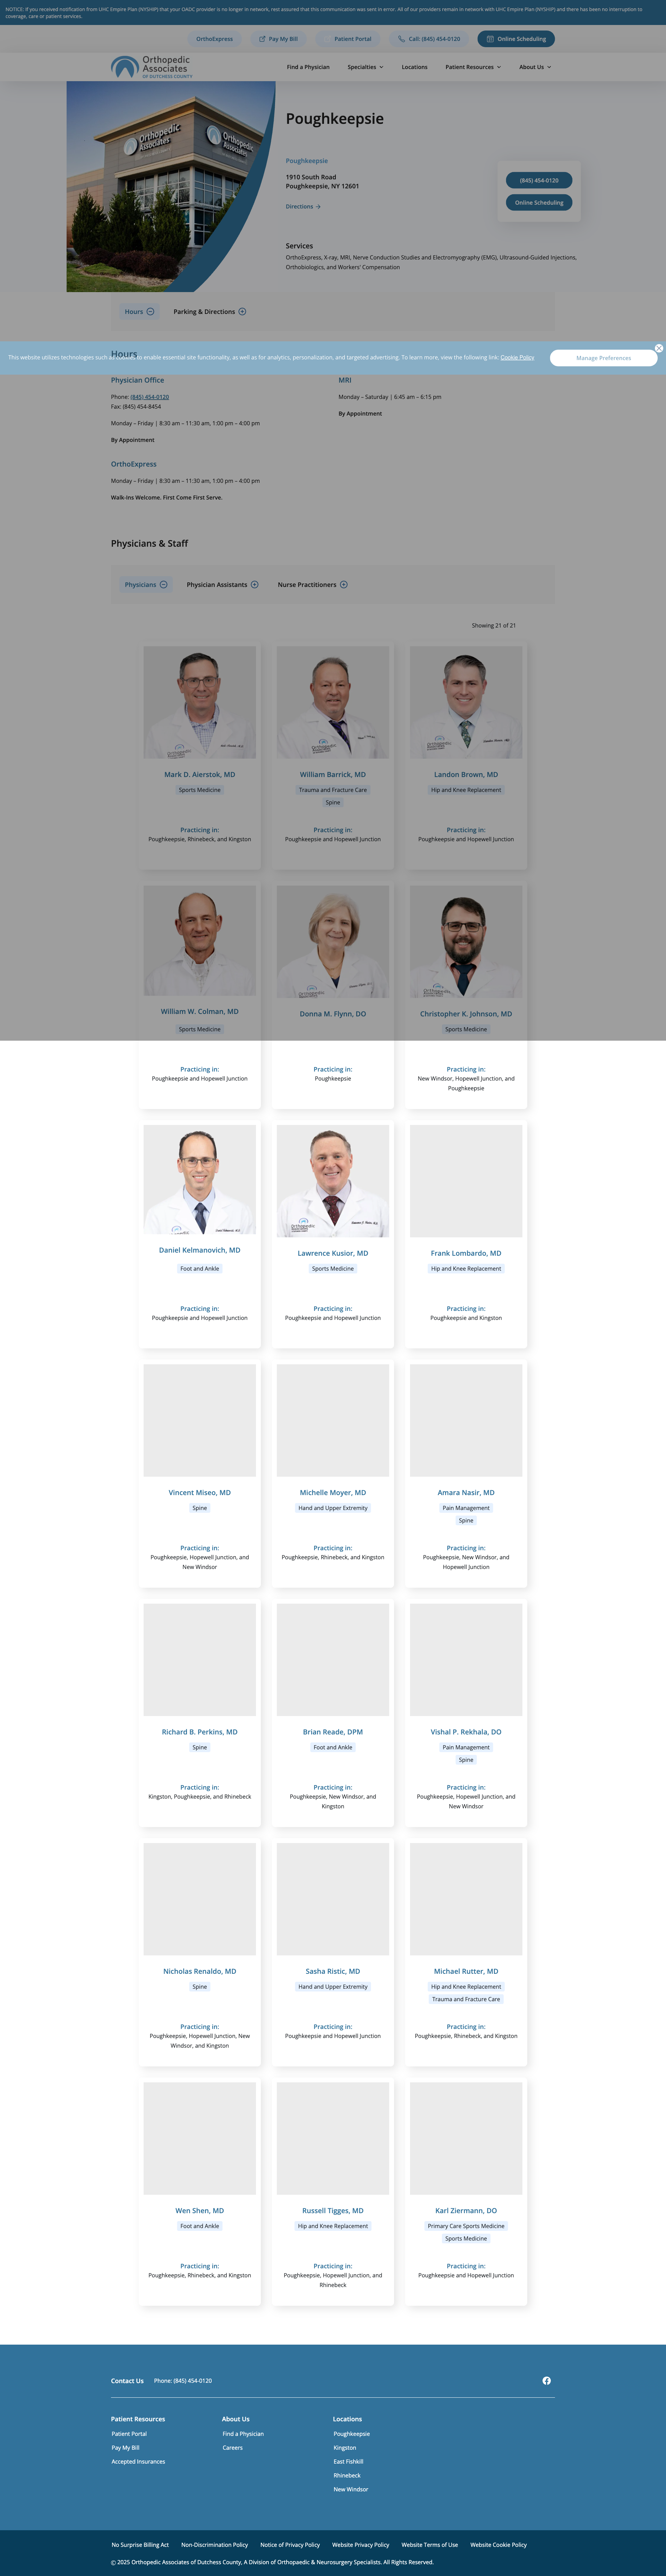 NOTICE: If you received notification from UHC Empire Plan (NYSHIP) that your OADC provider is no longer in network, rest assured that this communication was sent in error. All of our providers remain in network with UHC Empire Plan (NYSHIP) and there has been no interruption to
coverage, care or patient services.
OrthoExpress
Pay My Bill
Patient Portal
Call: (845) 454-0120
Online Scheduling
Orthopedic
Associates
OF DUTCHESS COUNTY
Find a Physician
Specialties
Locations
Patient Resources
About Us
Orthopedic
Associates
Orthopedic
Associates
Poughkeepsie
Poughkeepsie
1910 South Road
Poughkeepsie, NY 12601
Directions
(845) 454-0120
Online Scheduling
Services
OrthoExpress, X-ray, MRI, Nerve Conduction Studies and Electromyography (EMG), Ultrasound-Guided Injections,
Orthobiologics, and Workers' Compensation
Hours
Parking & Directions
Hours
This website utilizes technologies such as to enable essential site functionality, as well as for analytics, personalization, and targeted advertising. To learn more, view the following link: Cookie Policy
Manage Preferences
Physician Office
Phone: (845) 454-0120
Fax: (845) 454-8454
Monday – Friday | 8:30 am – 11:30 am, 1:00 pm – 4:00 pm
By Appointment
MRI
Monday – Saturday | 6:45 am – 6:15 pm
By Appointment
OrthoExpress
Monday – Friday | 8:30 am – 11:30 am, 1:00 pm – 4:00 pm
Walk-Ins Welcome. First Come First Serve.
Physicians & Staff
Physicians
Physician Assistants
Nurse Practitioners
Showing 21 of 21
Mark D. Aierstok, MD
Sports Medicine
Practicing in:
Poughkeepsie, Rhinebeck, and Kingston
William Barrick, MD
Trauma and Fracture Care
Spine
Practicing in:
Poughkeepsie and Hopewell Junction
Landon Brown, MD
Hip and Knee Replacement
Practicing in:
Poughkeepsie and Hopewell Junction
William W. Colman, MD
Sports Medicine
Practicing in:
Poughkeepsie and Hopewell Junction
Donna M. Flynn, DO
Practicing in:
Poughkeepsie
Christopher K. Johnson, MD
Sports Medicine
Practicing in:
New Windsor, Hopewell Junction, and
Poughkeepsie
Daniel Kelmanovich, MD
Foot and Ankle
Practicing in:
Poughkeepsie and Hopewell Junction
Lawrence Kusior, MD
Sports Medicine
Practicing in:
Poughkeepsie and Hopewell Junction
Frank Lombardo, MD
Hip and Knee Replacement
Practicing in:
Poughkeepsie and Kingston
Vincent Miseo, MD
Spine
Practicing in:
Poughkeepsie, Hopewell Junction, and
New Windsor
Michelle Moyer, MD
Hand and Upper Extremity
Practicing in:
Poughkeepsie, Rhinebeck, and Kingston
Amara Nasir, MD
Pain Management
Spine
Practicing in:
Poughkeepsie, New Windsor, and
Hopewell Junction
Richard B. Perkins, MD
Spine
Practicing in:
Kingston, Poughkeepsie, and Rhinebeck
Brian Reade, DPM
Foot and Ankle
Practicing in:
Poughkeepsie, New Windsor, and
Kingston
Vishal P. Rekhala, DO
Pain Management
Spine
Practicing in:
Poughkeepsie, Hopewell Junction, and
New Windsor
Nicholas Renaldo, MD
Spine
Practicing in:
Poughkeepsie, Hopewell Junction, New
Windsor, and Kingston
Sasha Ristic, MD
Hand and Upper Extremity
Practicing in:
Poughkeepsie and Hopewell Junction
Michael Rutter, MD
Hip and Knee Replacement
Trauma and Fracture Care
Practicing in:
Poughkeepsie, Rhinebeck, and Kingston
Wen Shen, MD
Foot and Ankle
Practicing in:
Poughkeepsie, Rhinebeck, and Kingston
Russell Tigges, MD
Hip and Knee Replacement
Practicing in:
Poughkeepsie, Hopewell Junction, and
Rhinebeck
Karl Ziermann, DO
Primary Care Sports Medicine
Sports Medicine
Practicing in:
Poughkeepsie and Hopewell Junction
Contact Us
Phone: (845) 454-0120
Patient Resources
Patient Portal
Pay My Bill
Accepted Insurances
About Us
Find a Physician
Careers
Locations
Poughkeepsie
Kingston
East Fishkill
Rhinebeck
New Windsor
No Surprise Billing Act
Non-Discrimination Policy
Notice of Privacy Policy
Website Privacy Policy
Website Terms of Use
Website Cookie Policy
© 2025 Orthopedic Associates of Dutchess County, A Division of Orthopaedic & Neurosurgery Specialists. All Rights Reserved.